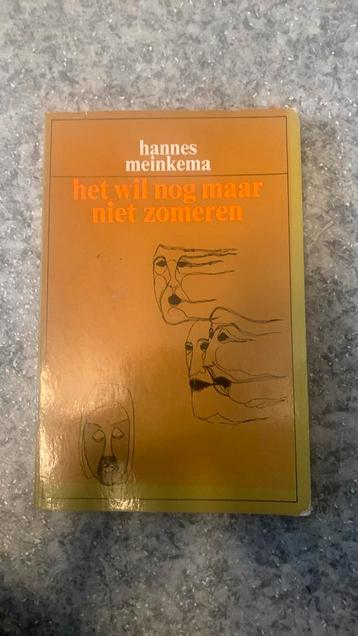 hannes
meinkema
het wil nog maar
niet zomeren